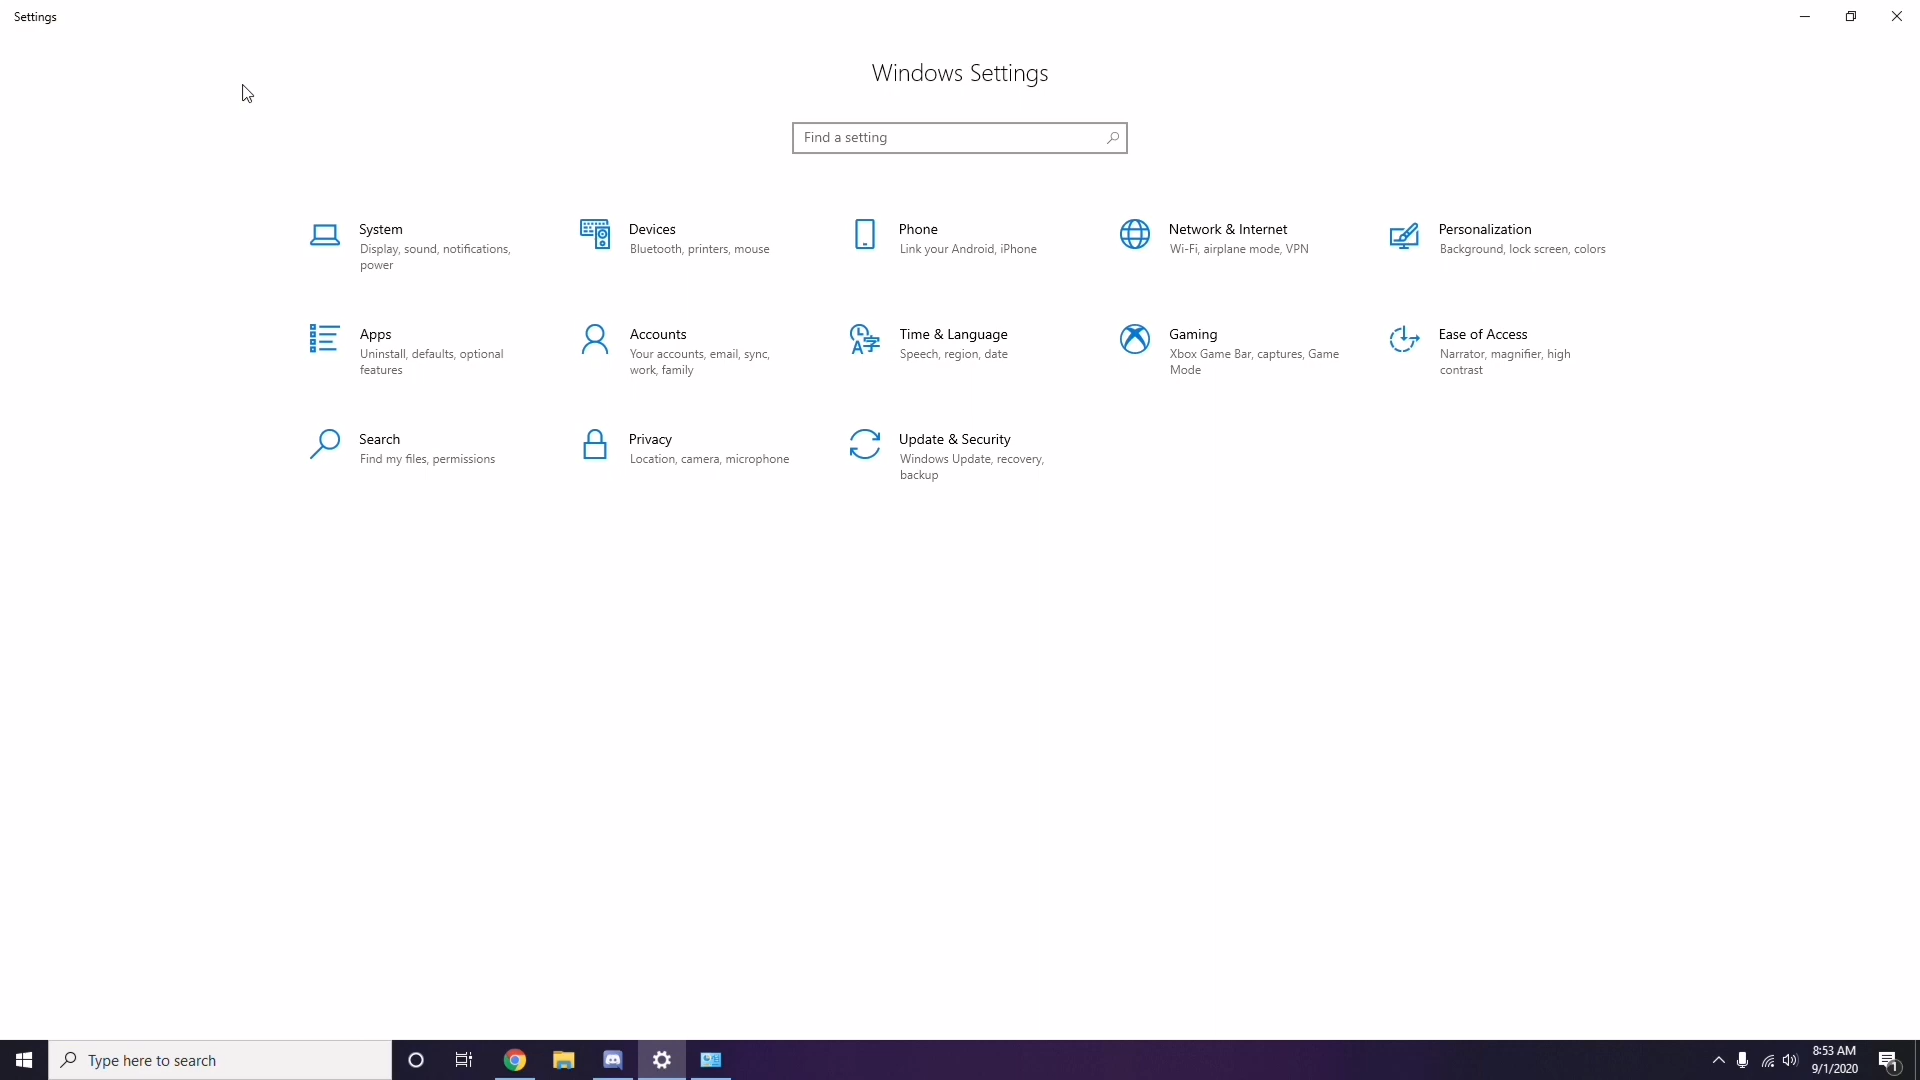 Settings
Windows Settings
Find a setting
System
Display, sound, notifications,
power
Devices
Bluetooth, printers, mouse
Phone
Link your Android, iPhone
Network & Internet
Wi-Fi, airplane mode, VPN
Personalization
Background, lock screen, colors
Apps
Uninstall, defaults, optional
features
Accounts
Your accounts, email, sync,
work, family
Time & Language
Speech, region, date
Gaming
Xbox Game Bar, captures, Game
Mode
Ease of Access
Narrator, magnifier, high
contrast
Search
Find my files, permissions
Privacy
Location, camera, microphone
Update & Security
Windows Update, recovery,
backup
Type here to search
8:53 AM
9/1/2020
1